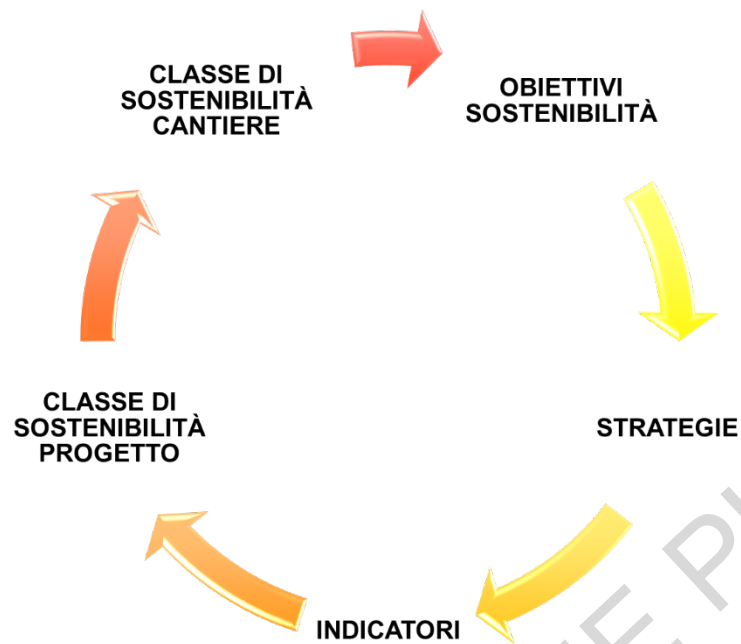 CLASSE DI
SOSTENIBILITÀ
CANTIERE
OBIETTIVI
SOSTENIBILITÀ
STRATEGIE
INDICATORI
CLASSE DI
SOSTENIBILITÀ
PROGETTO